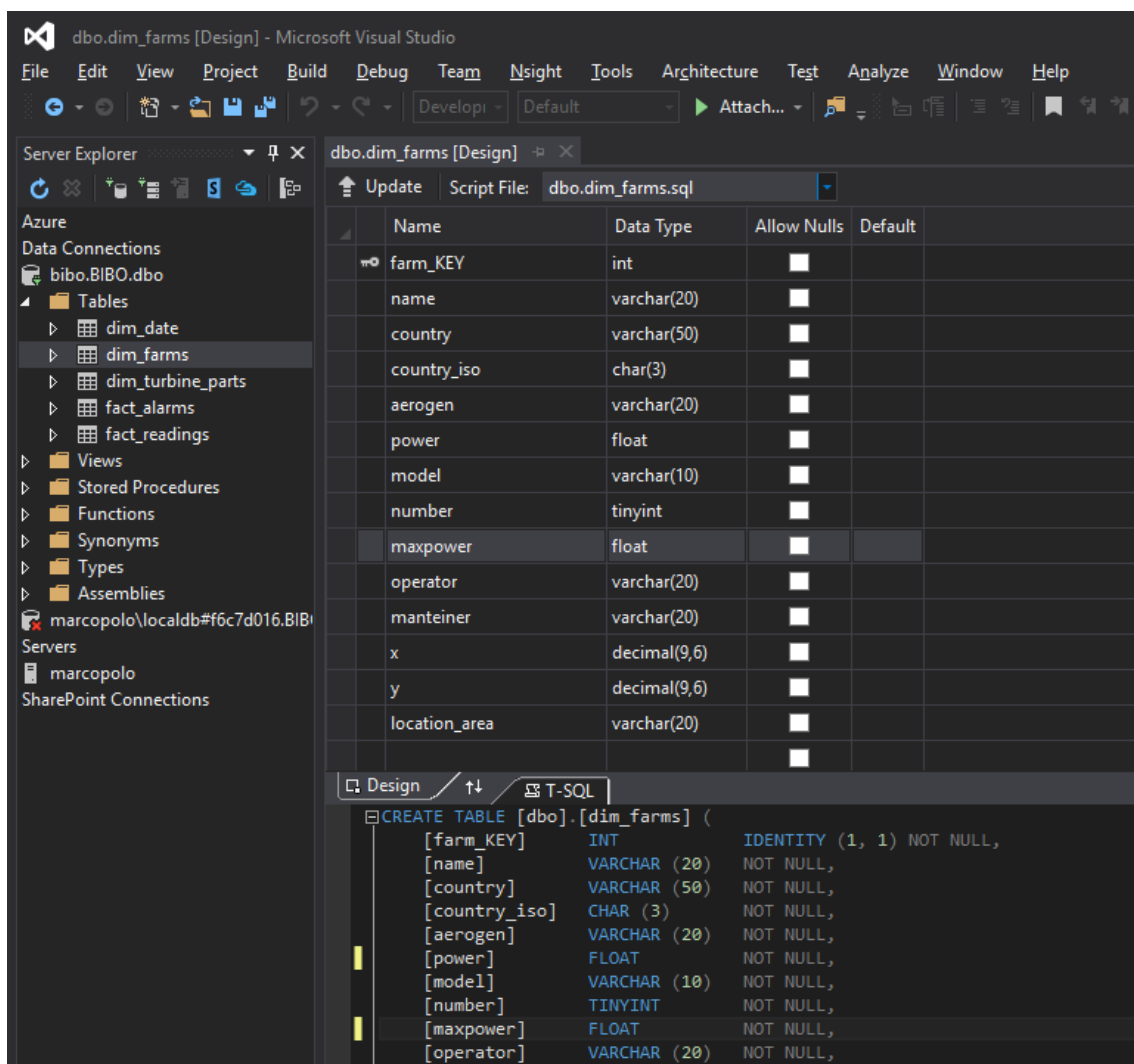 dbo.dim_farms [Design] - Microsoft Visual Studio
File Edit View Project Build Debug Team Nsight Tools Architecture Test Analyze Window Help
Developi Default Attach...
Server Explorer
Azure
Data Connections
bibo.BIBO.dbo
Tables
dim_date
dim_farms
dim_turbine_parts
fact_alarms
fact_readings
Views
Stored Procedures
Functions
Synonyms
Types
Assemblies
marcopolo\localdb#f6c7d016.BIB
Servers
marcopolo
SharePoint Connections
dbo.dim_farms [Design]
Update Script File: dbo.dim_farms.sql
Name Data Type Allow Nulls Default
farm_KEY int
name varchar(20)
country varchar(50)
country_iso char(3)
aerogen varchar(20)
power float
model varchar(10)
number tinyint
maxpower float
operator varchar(20)
manteiner varchar(20)
x decimal(9,6)
y decimal(9,6)
location_area varchar(20)
Design T-SQL
CREATE TABLE [dbo].[dim_farms] (
[farm_KEY] INT IDENTITY (1, 1) NOT NULL,
[name] VARCHAR (20) NOT NULL,
[country] VARCHAR (50) NOT NULL,
[country_iso] CHAR (3) NOT NULL,
[aerogen] VARCHAR (20) NOT NULL,
[power] FLOAT NOT NULL,
[model] VARCHAR (10) NOT NULL,
[number] TINYINT NOT NULL,
[maxpower] FLOAT NOT NULL,
[operator] VARCHAR (20) NOT NULL,